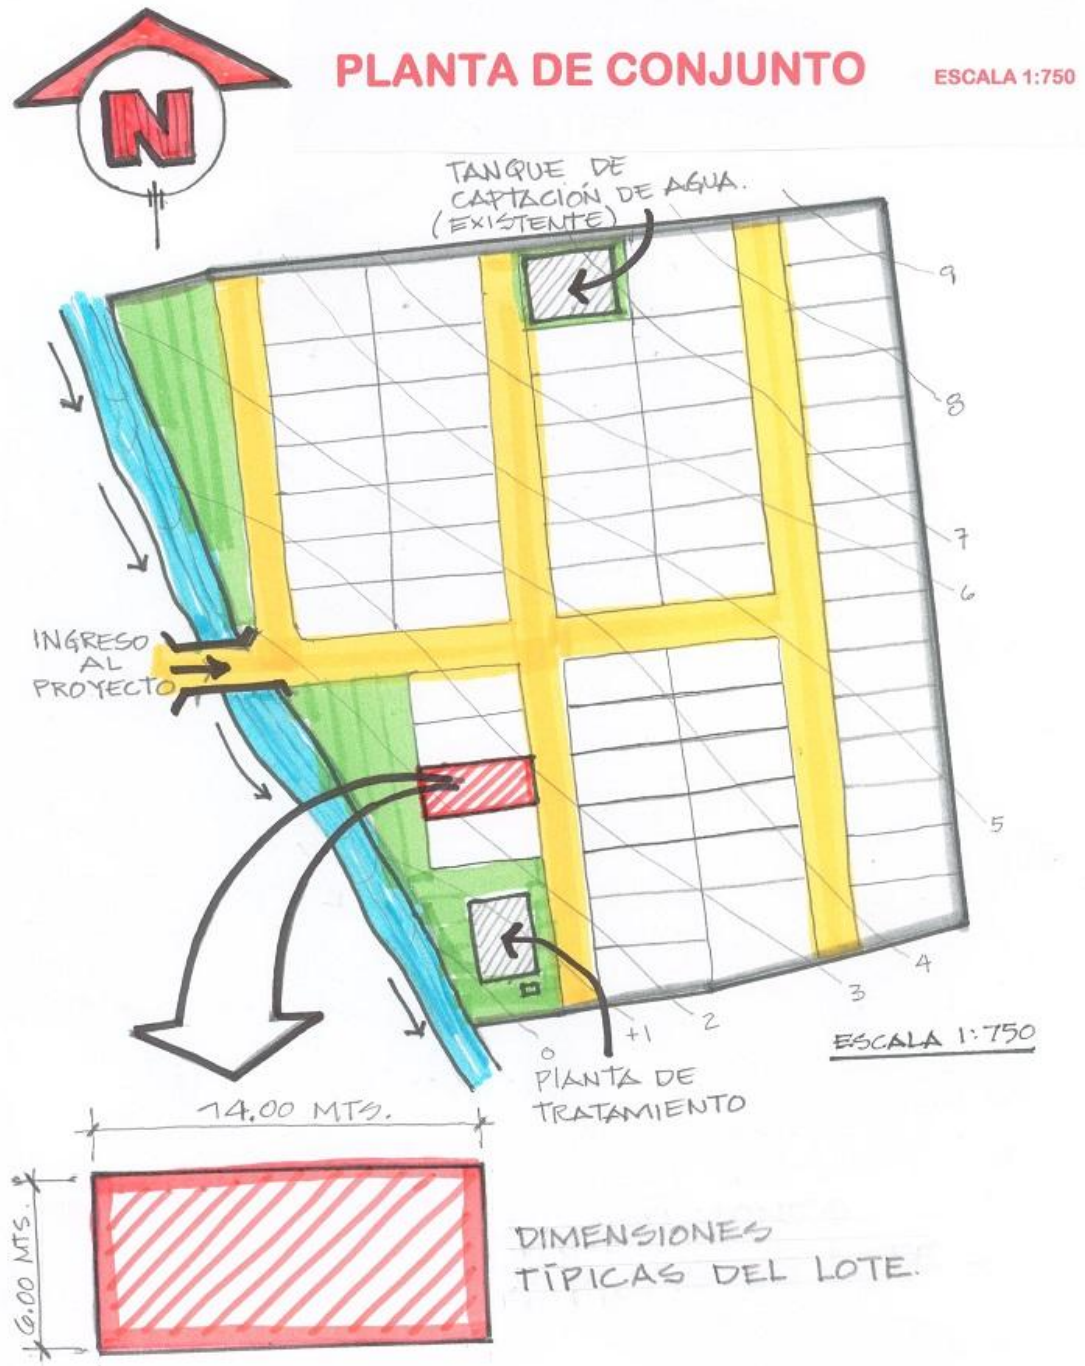 N
PLANTA DE CONJUNTO
ESCALA 1:750
TANQUE DE
CAPTACIÓN DE AGUA.
(EXISTENTE)
9
8
7
6
INGRESO
AL
PROYECTO
5
4
3
2
+1
0
ESCALA 1:750
PLANTA DE
TRATAMIENTO
14.00 MTS.
6.00 MTS.
DIMENSIONES
TÍPICAS DEL LOTE.